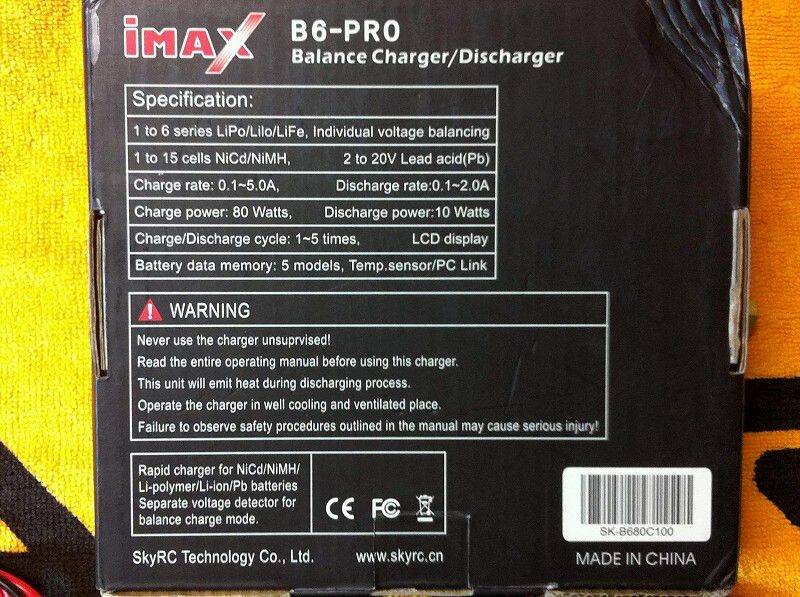 iMAX B6-PRO
Balance Charger/Discharger
Specification:
1 to 6 series LiPo/LiIo/LiFe, Individual voltage balancing
1 to 15 cells NiCd/NiMH, 2 to 20V Lead acid(Pb)
Charge rate: 0.1~5.0A, Discharge rate:0.1~2.0A
Charge power: 80 Watts, Discharge power:10 Watts
Charge/Discharge cycle: 1~5 times, LCD display
Battery data memory: 5 models, Temp.sensor/PC Link
WARNING
Never use the charger unsuprvised!
Read the entire operating manual before using this charger.
This unit will emit heat during discharging process.
Operate the charger in well cooling and ventilated place.
Failure to observe safety procedures outlined in the manual may cause serious injury!
Rapid charger for NiCd/NiMH/
Li-polymer/Li-ion/Pb batteries
Separate voltage detector for
balance charge mode.
CE FC
SK-B680C100
SkyRC Technology Co., Ltd. www.skyrc.cn
MADE IN CHINA